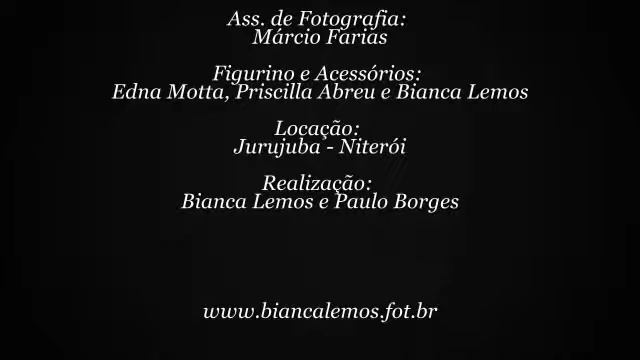 Ass. de Fotografia:
Márcio Farias
Figurino e Acessórios:
Edna Motta, Priscilla Abreu e Bianca Lemos
Locação:
Jurujuba - Niterói
Realização:
Bianca Lemos e Paulo Borges
www.biancalemos.fot.br